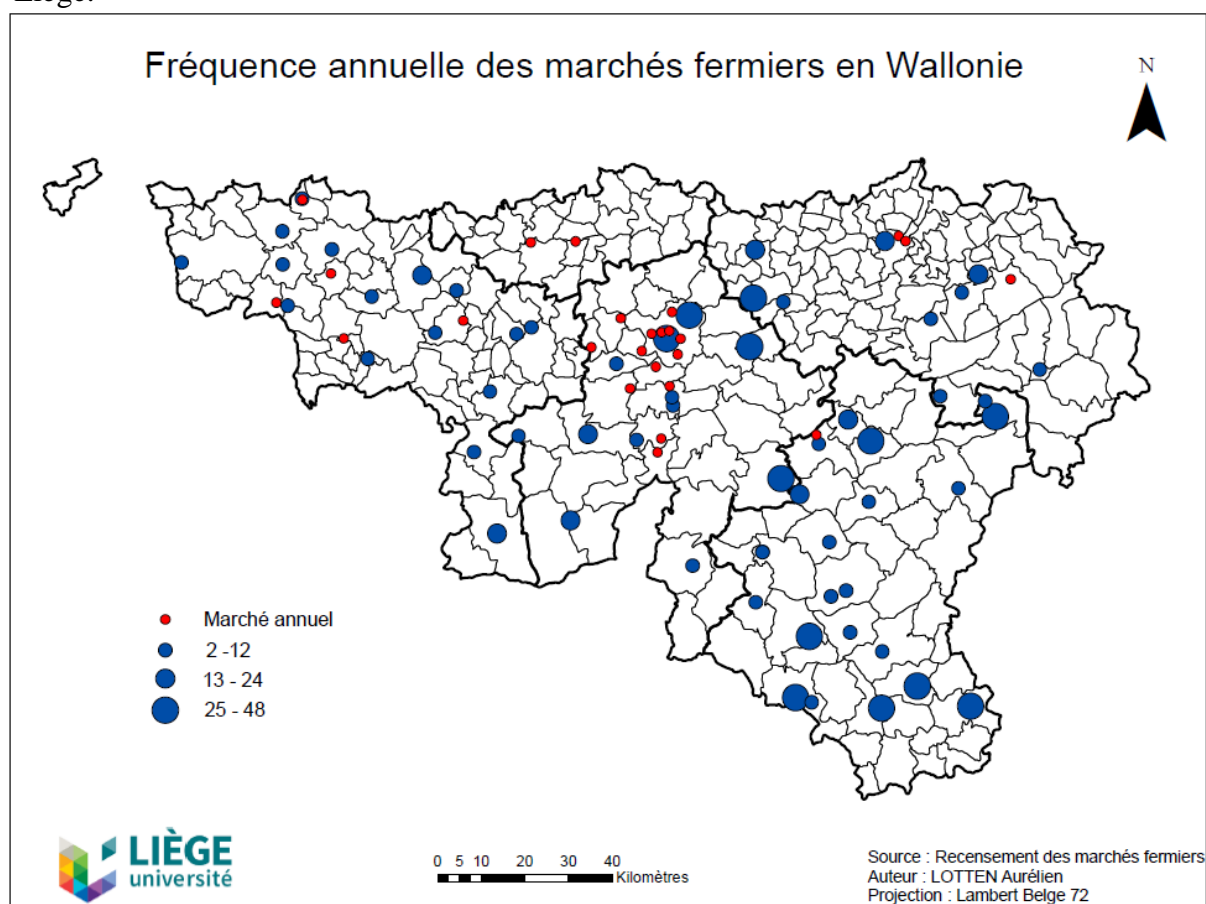 Liège.
Fréquence annuelle des marchés fermiers en Wallonie
N
Marché annuel
2 -12
13 - 24
25 - 48
LIÈGE
université
0 5 10 20 30 40
Kilomètres
Source : Recensement des marchés fermiers
Auteur : LOTTEN Aurélien
Projection : Lambert Belge 72